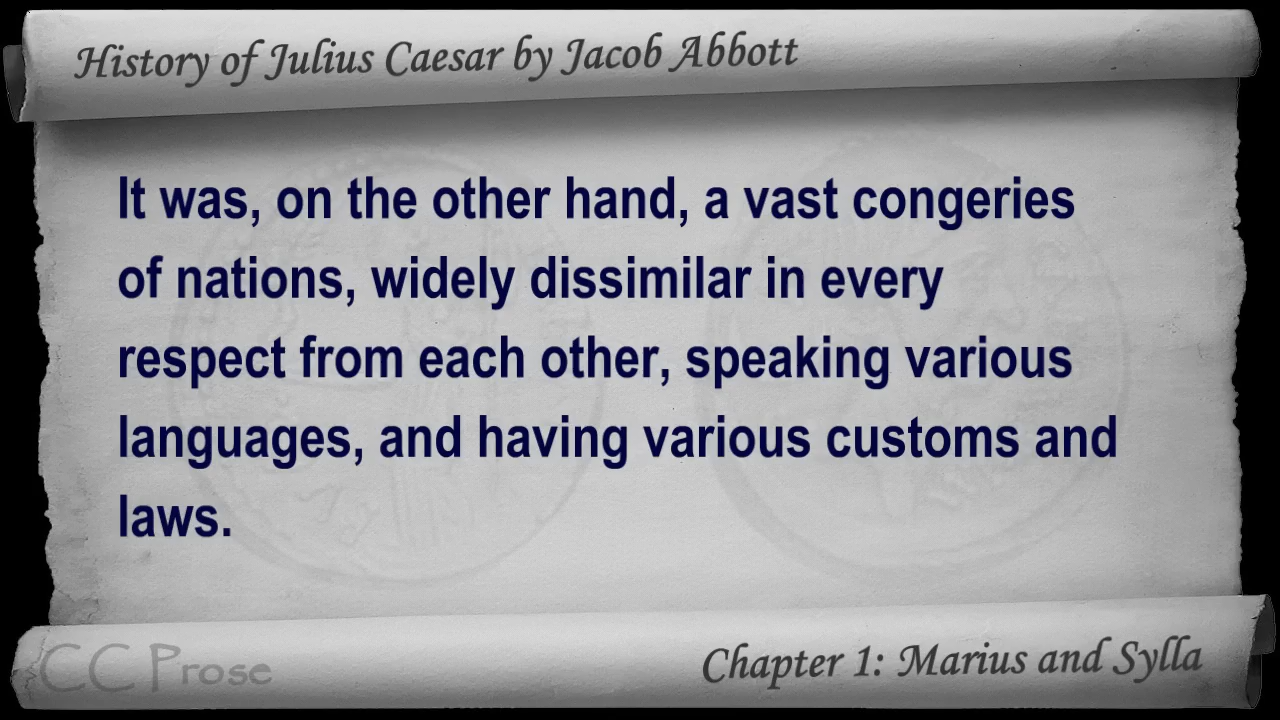 History of Julius Caesar by Jacob Abbott
It was, on the other hand, a vast congeries
of nations, widely dissimilar in every
respect from each other, speaking various
languages, and having various customs and
laws.
CC Prose
Chapter 1: Marius and Sylla